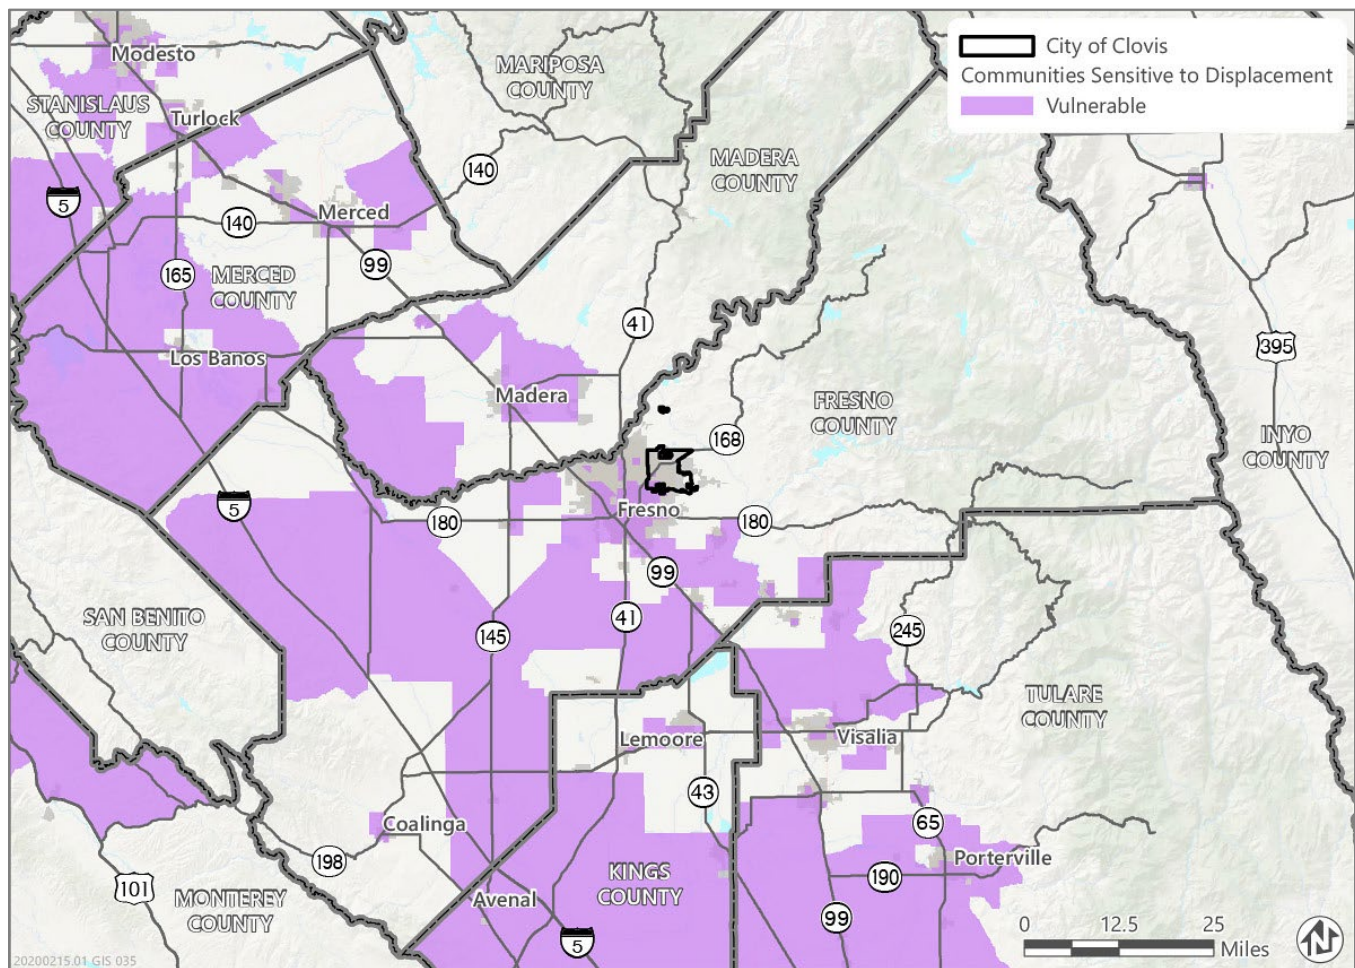 City of Clovis
Communities Sensitive to Displacement
Vulnerable
Modesto
MARIPOSA
COUNTY
STANISLAUS
COUNTY
Turlock
MADERA
COUNTY
140
5
Merced
140
99
165
MERCED
COUNTY
41
395
Los Banos
Madera
FRESNO
COUNTY
168
INYO
COUNTY
5
180
Fresno
180
99
SAN BENITO
COUNTY
145
41
245
TULARE
COUNTY
Lemoore
Visalia
43
Coalinga
65
198
Porterville
101
MONTEREY
COUNTY
KINGS
COUNTY
190
Avenal
99
5
0 12.5 25
Miles
N
20200215.01 GIS 035